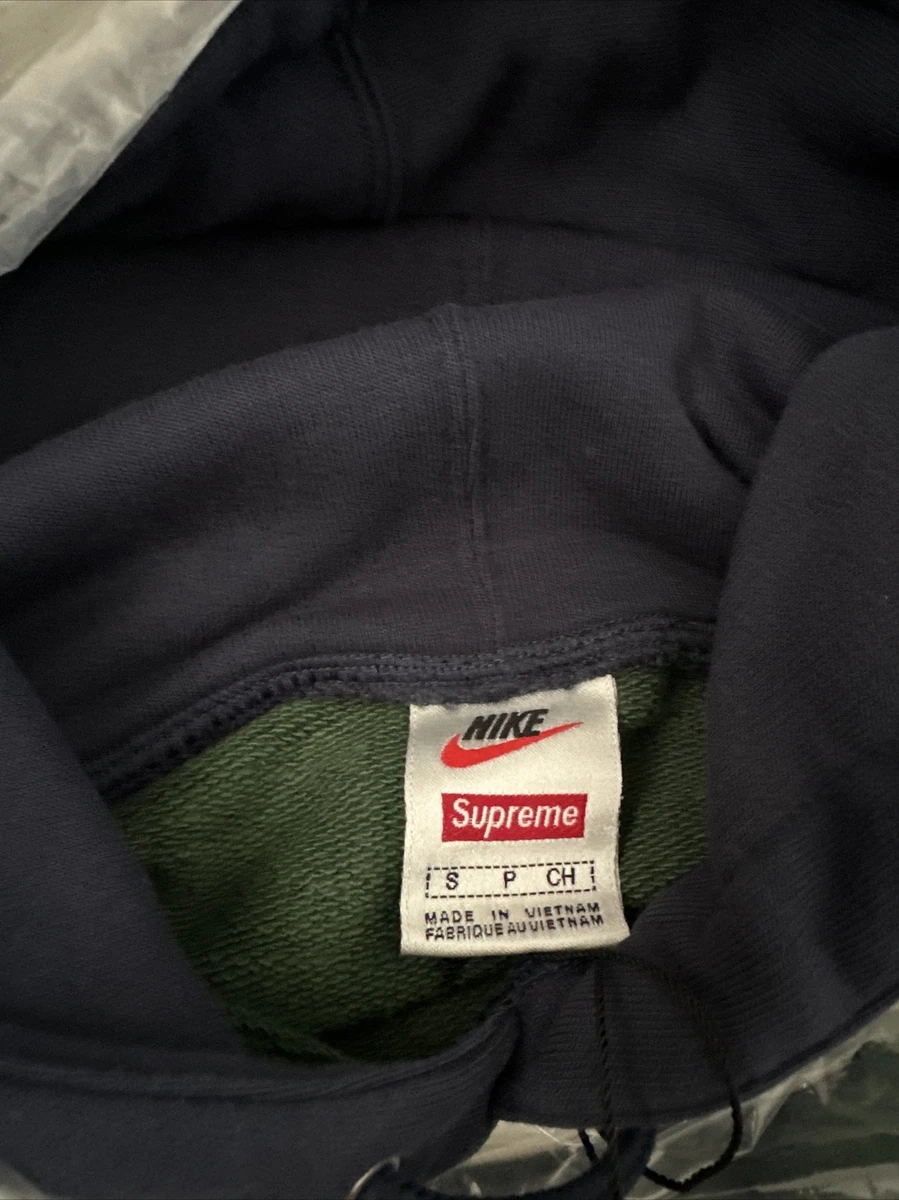 NIKE
Supreme
S P CH
MADE IN VIETNAM
FABRIQUE AU VIETNAM